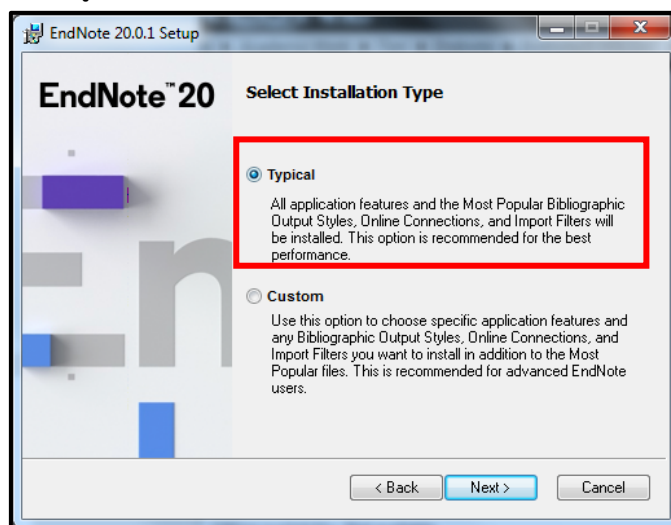 EndNote 20.0.1 Setup
EndNote™20
Select Installation Type
Typical
All application features and the Most Popular Bibliographic
Output Styles, Online Connections, and Import Filters will
be installed. This option is recommended for the best
performance.
Custom
Use this option to choose specific application features and
any Bibliographic Output Styles, Online Connections, and
Import Filters you want to install in addition to the Most
Popular files. This is recommended for advanced EndNote
users.
< Back Next > Cancel